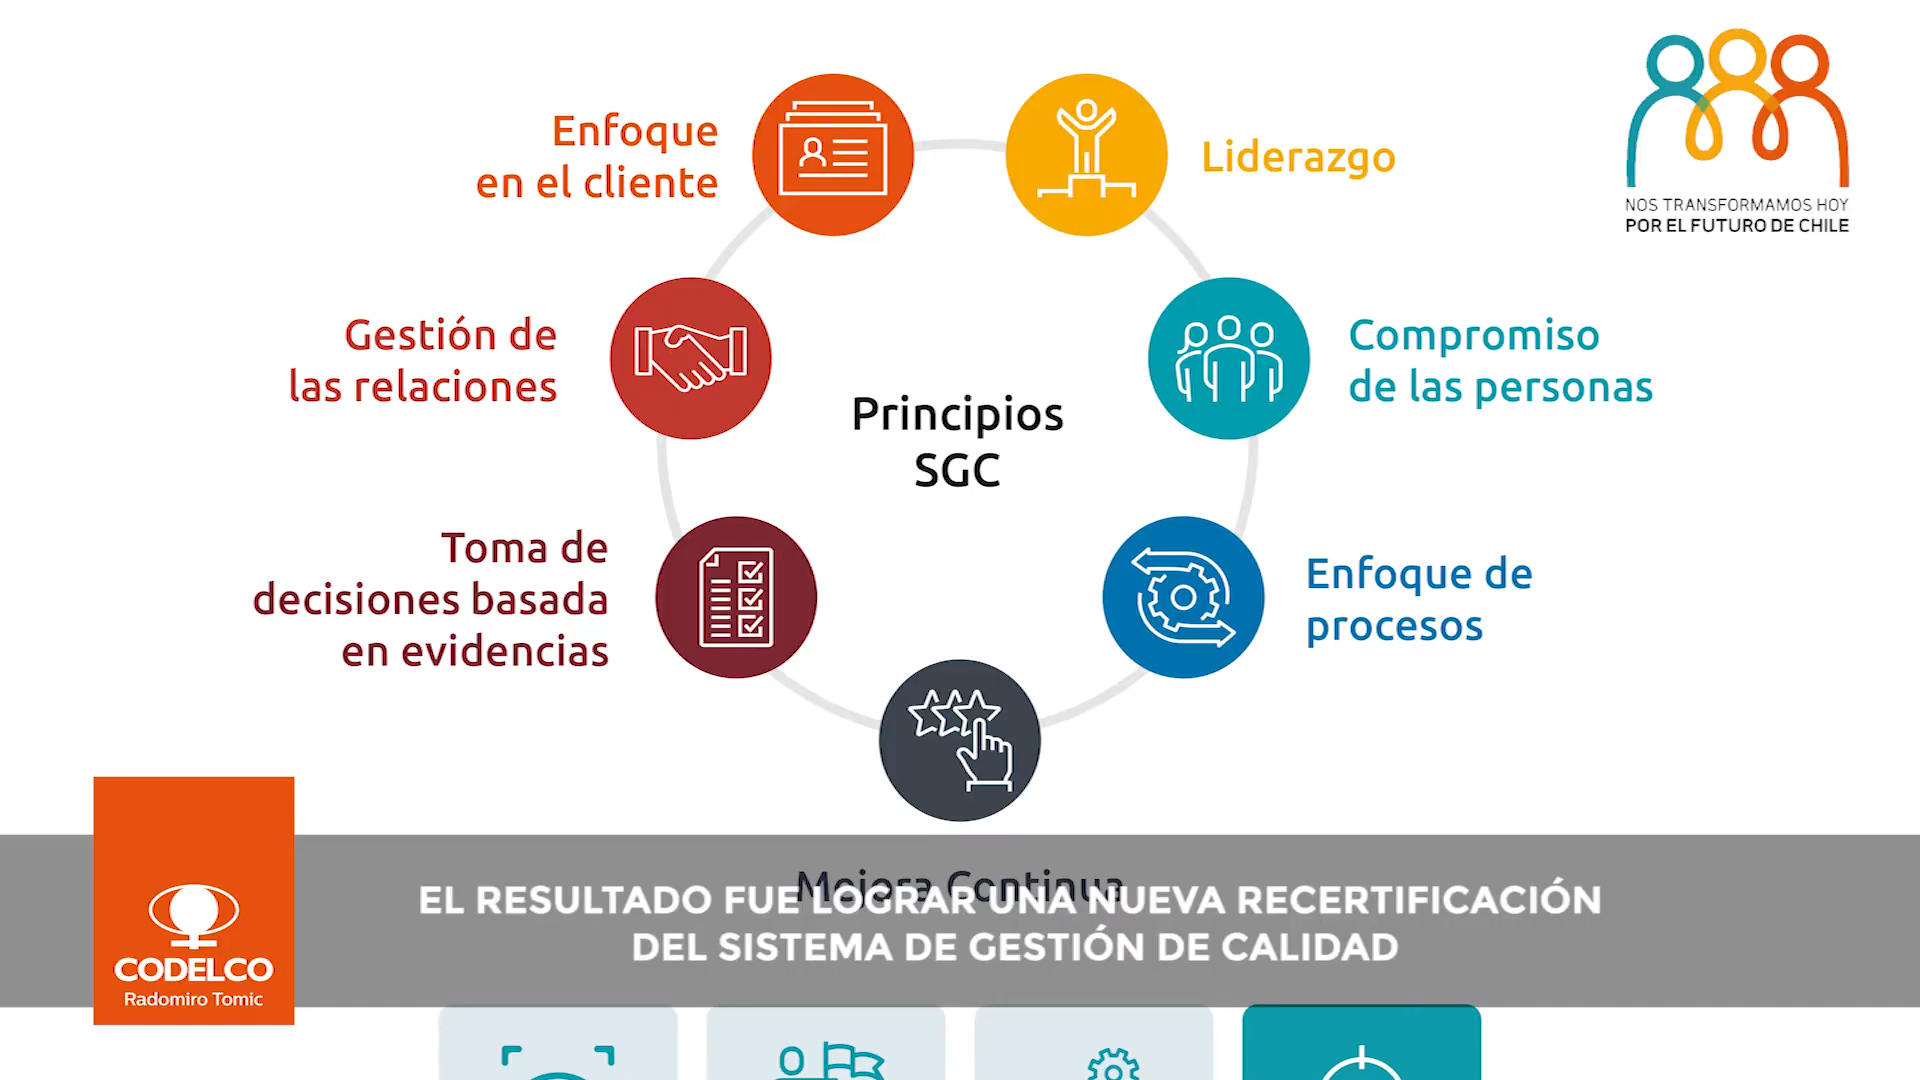 Enfoque
en el cliente
Liderazgo
NOS TRANSFORMAMOS HOY
POR EL FUTURO DE CHILE
Gestión de
las relaciones
Compromiso
de las personas
Principios
SGC
Toma de
decisiones basada
en evidencias
Enfoque de
procesos
Mejora Continua
EL RESULTADO FUE LOGRAR UNA NUEVA RECERTIFICACIÓN
DEL SISTEMA DE GESTIÓN DE CALIDAD
CODELCO
Radomiro Tomic